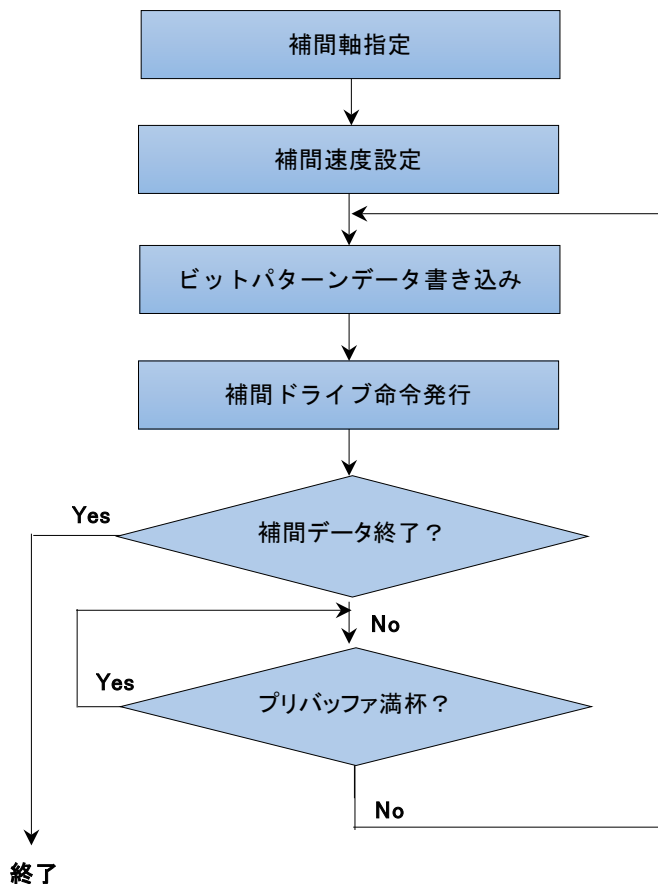 補間軸指定
補間速度設定
ビットパターンデータ書き込み
補間ドライブ命令発行
Yes
補間データ終了？
No
Yes
プリバッファ満杯？
No
終了